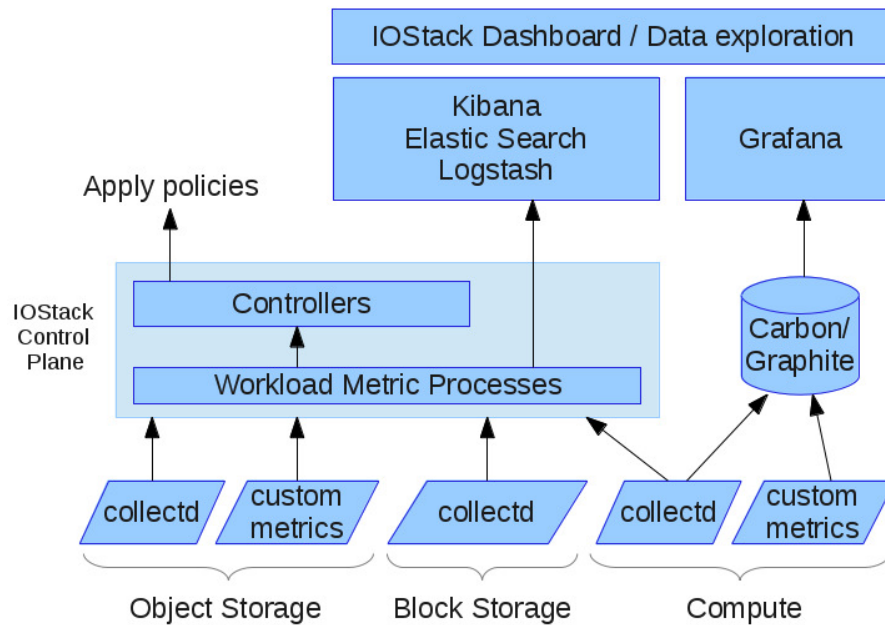 IOStack Dashboard / Data exploration
Kibana
Elastic Search
Logstash
Grafana
Apply policies
IOStack
Control
Plane
Controllers
Workload Metric Processes
Carbon/
Graphite
collectd
custom
metrics
collectd
collectd
custom
metrics
Object Storage
Block Storage
Compute